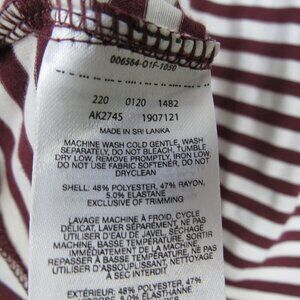 006564-01F-1050
220 0120 1482
AK2745 1907121
MADE IN SRI LANKA
MACHINE WASH COLD GENTLE, WASH
SEPARATELY, DO NOT BLEACH, TUMBLE
DRY LOW, REMOVE PROMPTLY, IRON LOW,
DO NOT USE FABRIC SOFTENER, DO NOT
DRYCLEAN
SHELL: 48% POLYESTER, 47% RAYON,
5.0% ELASTANE
EXCLUSIVE OF TRIMMING
LAVAGE MACHINE À FROID, CYCLE
DÉLICAT, LAVER SÉPARÉMENT, NE PAS
UTILISER D'EAU DE JAVEL, SÉCHAGE
MACHINE, BASSE TEMPÉRATURE, SORTIR
IMMÉDIATEMENT DE LA MACHINE,
REPASSER À BASSE TEMPÉRATURE, NE PAS
UTILISER D'ASSOUPLISSANT, NETTOYAGE
À SEC INTERDIT
EXTÉRIEUR: 48% POLYESTER, 47%